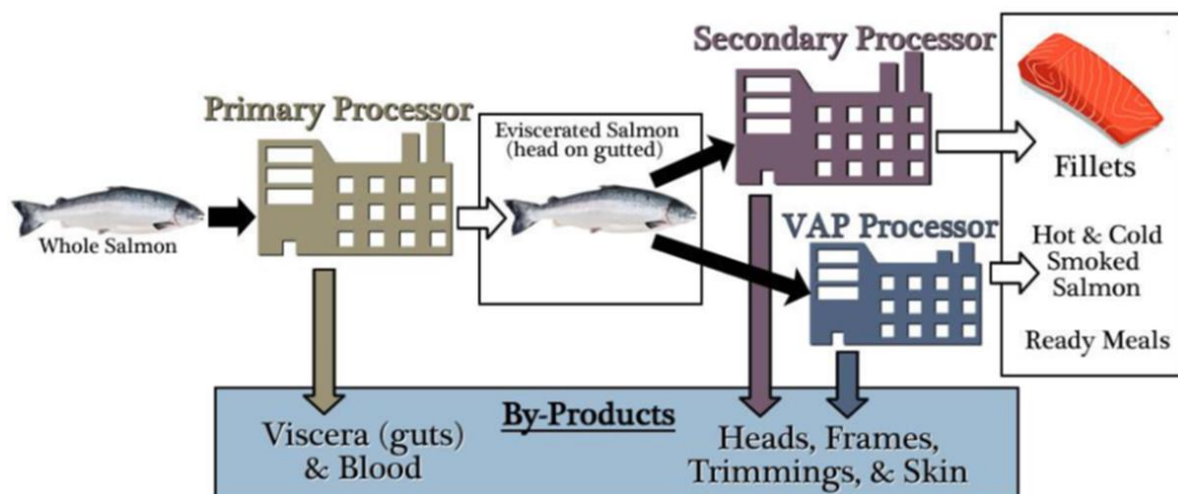 Whole Salmon
Primary Processor
Eviscerated Salmon
(head on gutted)
Secondary Processor
VAP Processor
Fillets
Hot & Cold
Smoked
Salmon
Ready Meals
By-Products
Viscera (guts)
& Blood
Heads, Frames,
Trimmings, & Skin